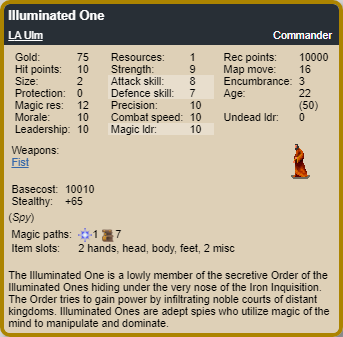 Illuminated One
LA Ulm Commander
Gold: 75 Resources: 1 Rec points: 10000
Hit points: 10 Strength: 9 Map move: 16
Size: 2 Attack skill: 8 Encumbrance: 3
Protection: 0 Defence skill: 7 Age: 22
Magic res: 12 Precision: 10 (50)
Morale: 10 Combat speed: 10 Undead ldr: 0
Leadership: 10 Magic ldr: 10
Weapons:
Fist
Basecost: 10010
Stealthy: +65
(Spy)
Magic paths: 1 7
Item slots: 2 hands, head, body, feet, 2 misc
The Illuminated One is a lowly member of the secretive Order of the
Illuminated Ones hiding under the very nose of the Iron Inquisition.
The Order tries to gain power by infiltrating noble courts of distant
kingdoms. Illuminated Ones are adept spies who utilize magic of
the mind to manipulate and dominate.